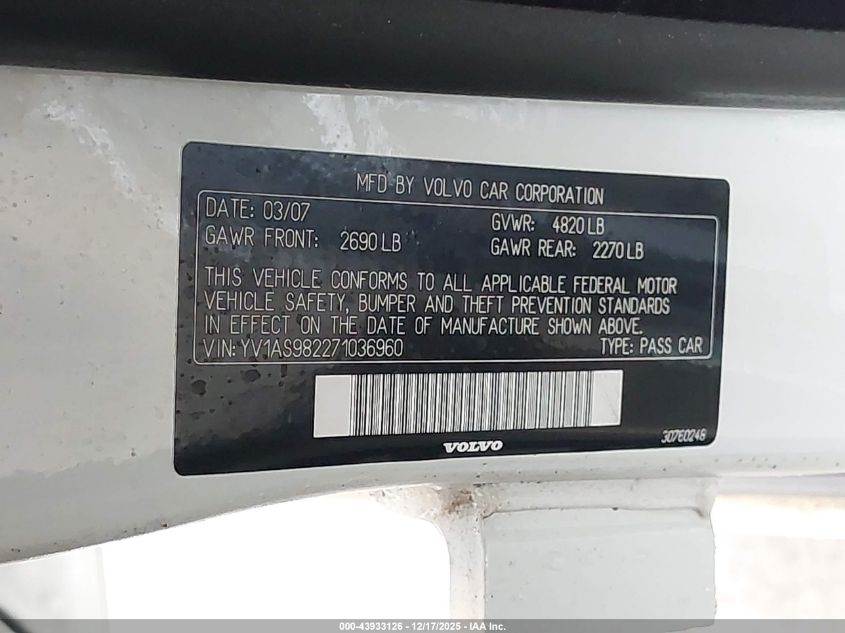 MFD BY VOLVO CAR CORPORATION
DATE: 03/07 GVWR: 4820 LB
GAWR FRONT: 2690 LB GAWR REAR: 2270 LB
THIS VEHICLE CONFORMS TO ALL APPLICABLE FEDERAL MOTOR
VEHICLE SAFETY, BUMPER AND THEFT PREVENTION STANDARDS
IN EFFECT ON THE DATE OF MANUFACTURE SHOWN ABOVE.
VIN: YV1AS982271036960 TYPE: PASS CAR
VOLVO 30760248
000-43933126 - 12/17/2025 - IAA Inc.